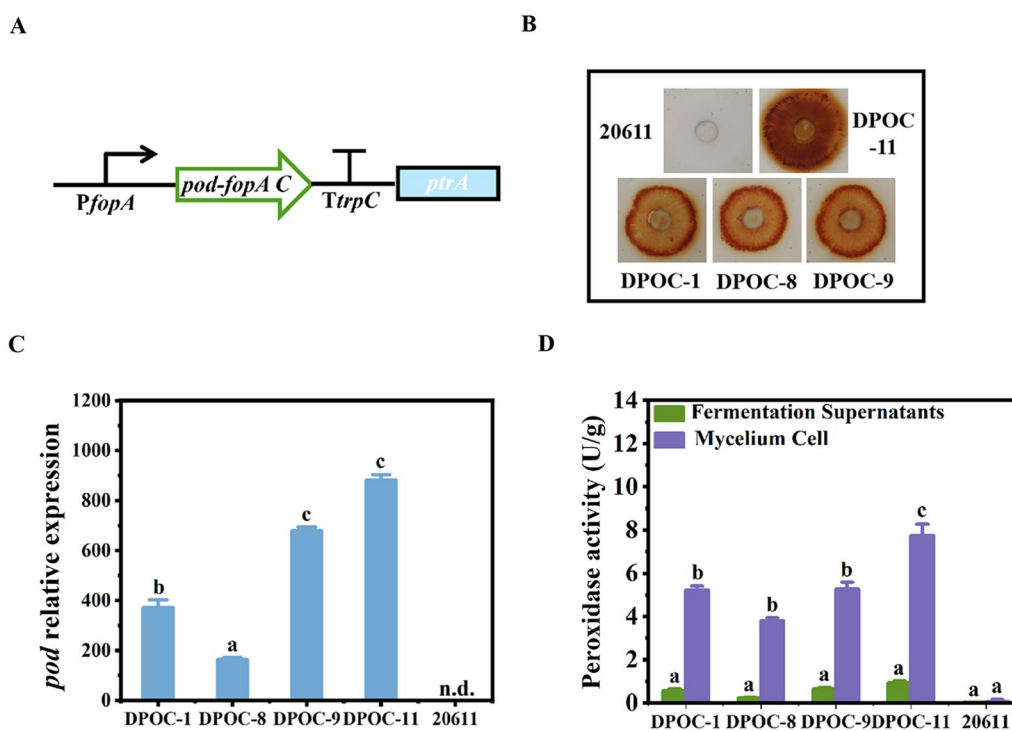 A
PfopA
pod-fopA C
TtrpC
ptrA
B
20611
DPOC
-11
DPOC-1
DPOC-8
DPOC-9
C
pod relative expression
1200
1000
800
600
400
200
0
b
a
c
c
n.d.
DPOC-1
DPOC-8
DPOC-9
DPOC-11
20611
D
Peroxidase activity (U/g)
14
12
10
8
6
4
2
0
Fermentation Supernatants
Mycelium Cell
a
b
a
b
a
b
a
c
a
a
DPOC-1
DPOC-8
DPOC-9
DPOC-11
20611